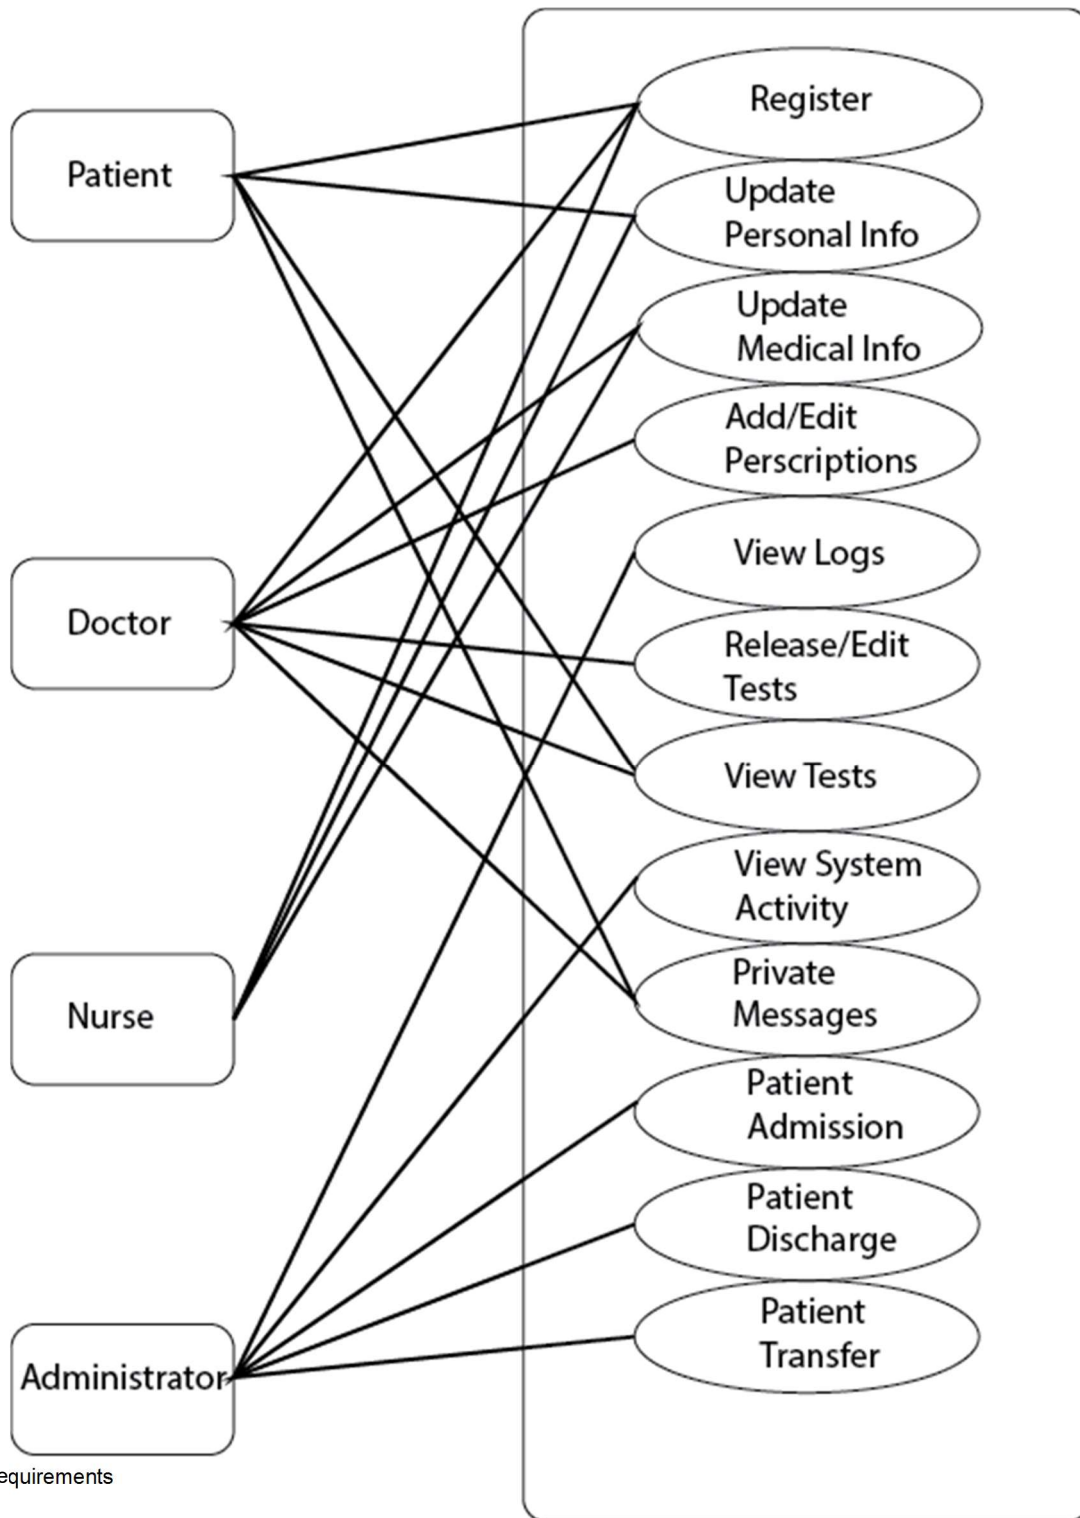 Patient
Doctor
Nurse
Administrator
equirements
Register
Update
Personal Info
Update
Medical Info
Add/Edit
Perscriptions
View Logs
Release/Edit
Tests
View Tests
View System
Activity
Private
Messages
Patient
Admission
Patient
Discharge
Patient
Transfer